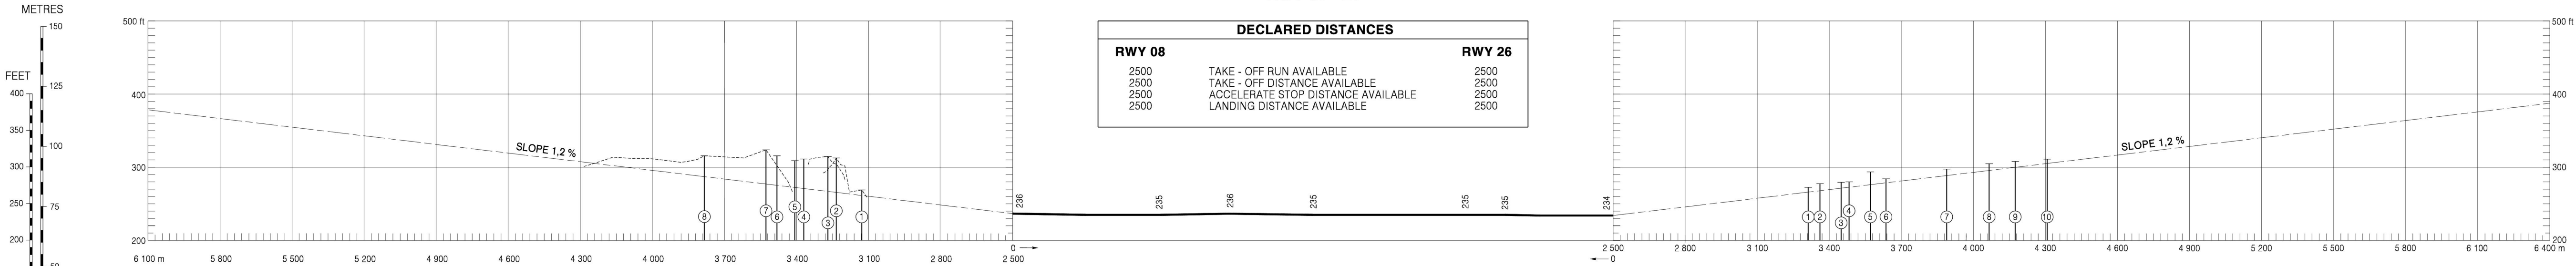 METRES
150
125
100
75
50
FEET
400
350
300
250
200
500 ft
400
300
200
SLOPE 1,2 %
8 7 6 5 4 3 2 1
6 100 m 5 800 5 500 5 200 4 900 4 600 4 300 4 000 3 700 3 400 3 100 2 800 2 500
0
236 235 236 235 235 235 234
DECLARED DISTANCES
RWY 08 RWY 26
2500 TAKE - OFF RUN AVAILABLE 2500
2500 TAKE - OFF DISTANCE AVAILABLE 2500
2500 ACCELERATE STOP DISTANCE AVAILABLE 2500
2500 LANDING DISTANCE AVAILABLE 2500
SLOPE 1,2 %
1 2 3 4 5 6 7 8 9 10
500 ft
400
300
200
2 500 2 800 3 100 3 400 3 700 4 000 4 300 4 600 4 900 5 200 5 500 5 800 6 100 6 400 m
0